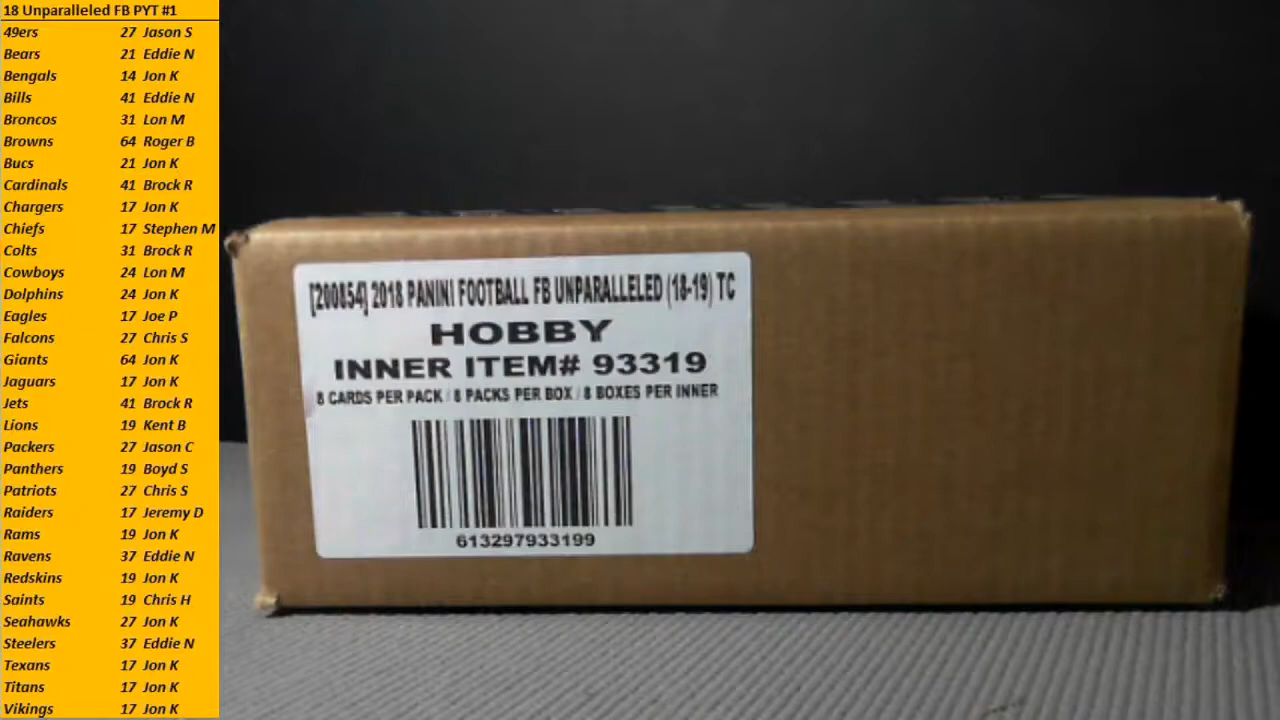 18 Unparalleled FB PYT #1
49ers 27 Jason S
Bears 21 Eddie N
Bengals 14 Jon K
Bills 41 Eddie N
Broncos 31 Lon M
Browns 64 Roger B
Bucs 21 Jon K
Cardinals 41 Brock R
Chargers 17 Jon K
Chiefs 17 Stephen M
Colts 31 Brock R
Cowboys 24 Lon M
Dolphins 24 Jon K
Eagles 17 Joe P
Falcons 27 Chris S
Giants 64 Jon K
Jaguars 17 Jon K
Jets 41 Brock R
Lions 19 Kent B
Packers 27 Jason C
Panthers 19 Boyd S
Patriots 27 Chris S
Raiders 17 Jeremy D
Rams 19 Jon K
Ravens 37 Eddie N
Redskins 19 Jon K
Saints 19 Chris H
Seahawks 27 Jon K
Steelers 37 Eddie N
Texans 17 Jon K
Titans 17 Jon K
Vikings 17 Jon K
[200854] 2018 PANINI FOOTBALL FB UNPARALLELED (18-19) TC
HOBBY
INNER ITEM# 93319
8 CARDS PER PACK / 8 PACKS PER BOX / 8 BOXES PER INNER
613297933199